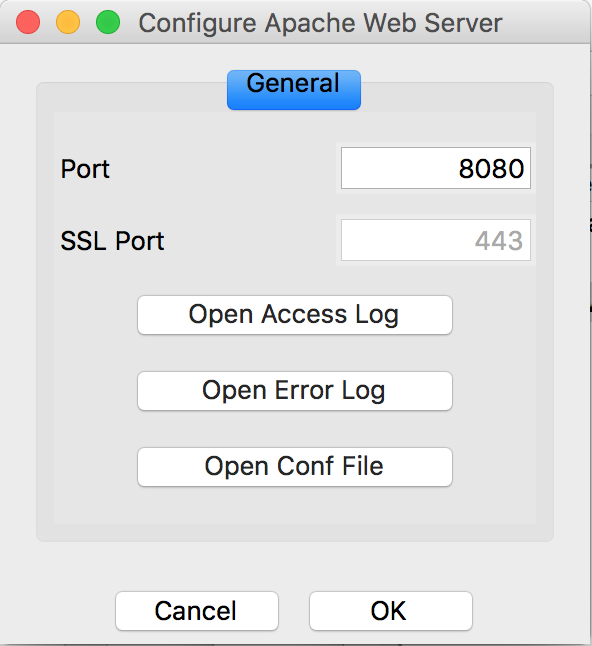 Configure Apache Web Server
General
Port 8080
SSL Port 443
Open Access Log
Open Error Log
Open Conf File
Cancel OK